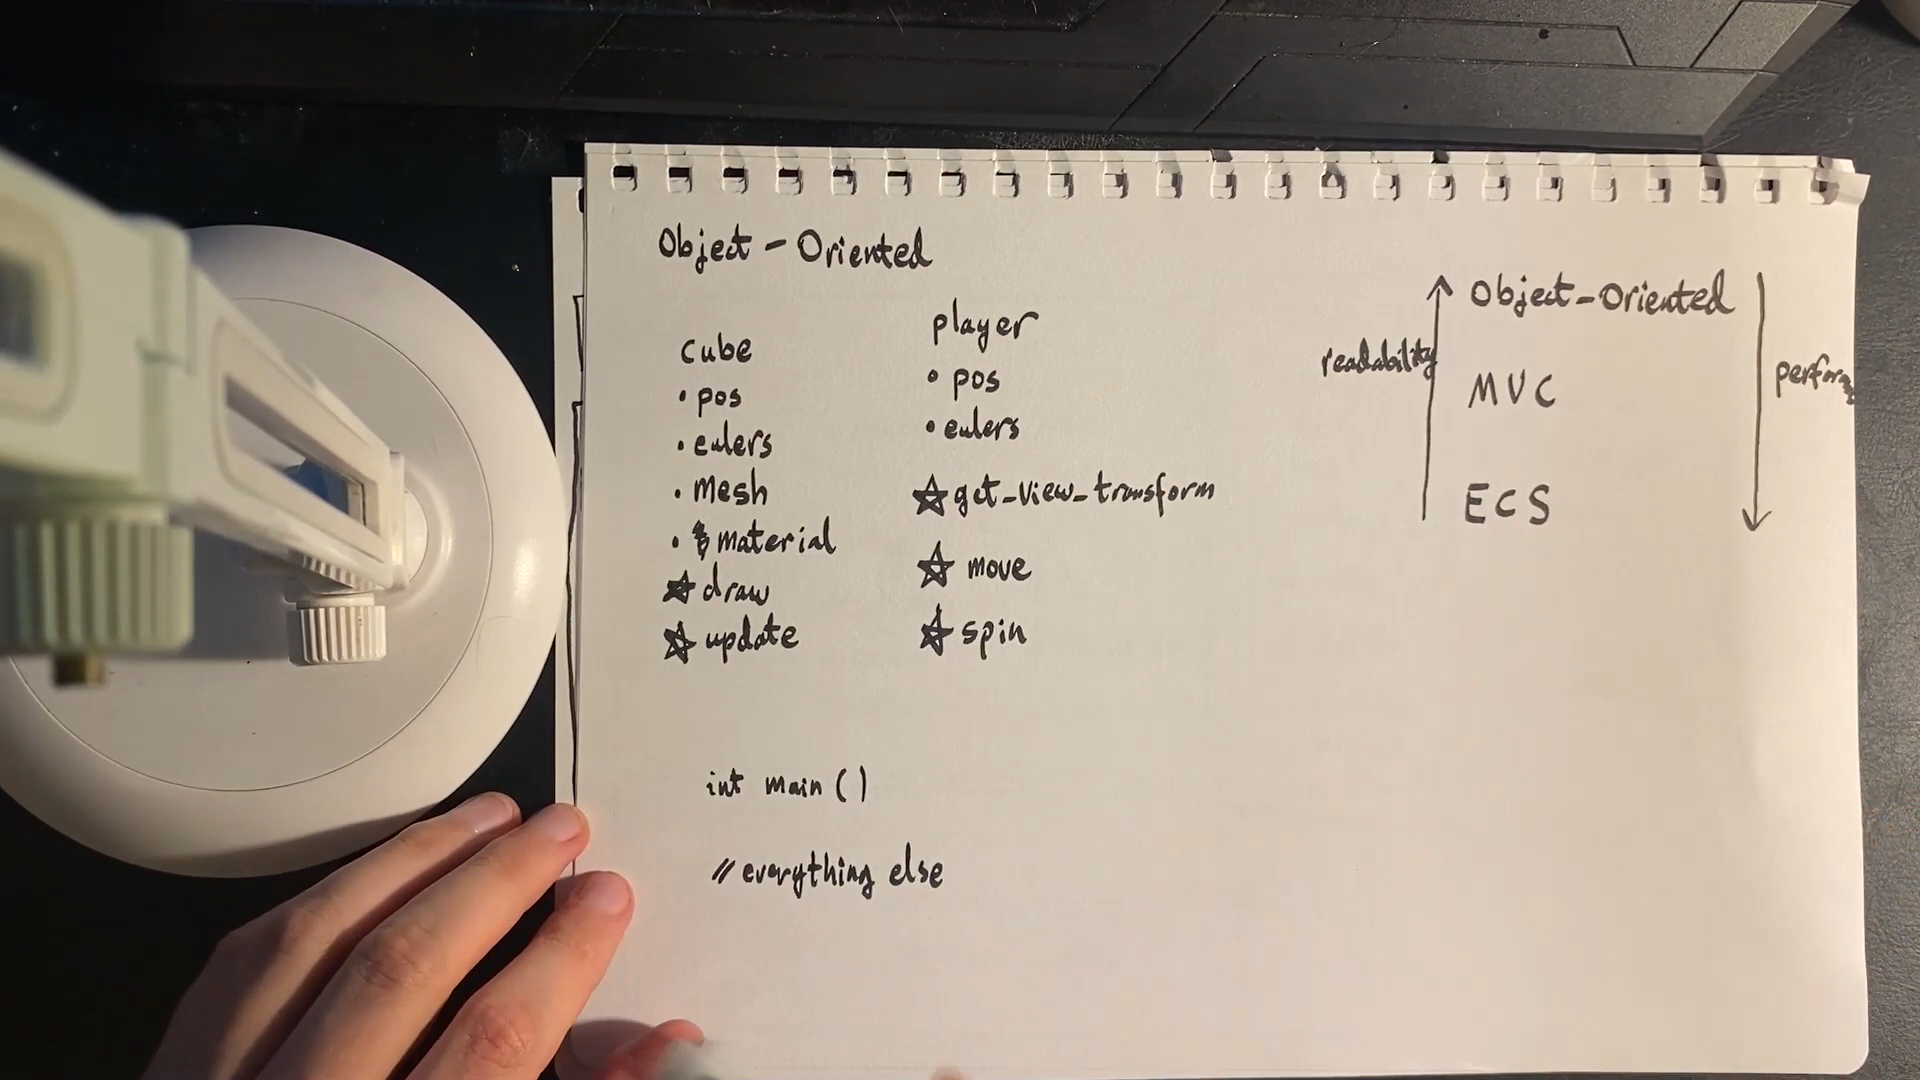 Object-Oriented
cube
• pos
• eulers
• mesh
• material
☆ draw
☆ update
player
• pos
• eulers
☆ get_view_transform
☆ move
☆ spin
int main ()
// everything else
readability
Object-Oriented
MVC
ECS